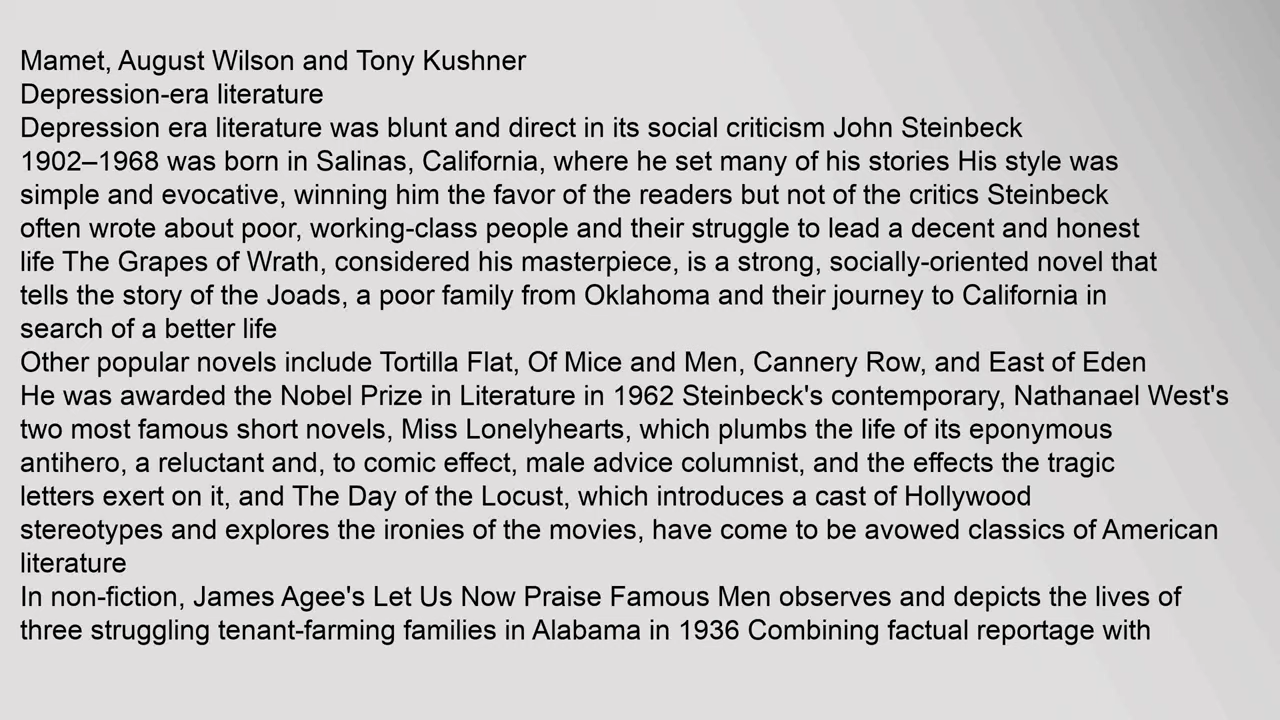 Mamet, August Wilson and Tony Kushner
Depression-era literature
Depression era literature was blunt and direct in its social criticism John Steinbeck
1902–1968 was born in Salinas, California, where he set many of his stories His style was
simple and evocative, winning him the favor of the readers but not of the critics Steinbeck
often wrote about poor, working-class people and their struggle to lead a decent and honest
life The Grapes of Wrath, considered his masterpiece, is a strong, socially-oriented novel that
tells the story of the Joads, a poor family from Oklahoma and their journey to California in
search of a better life
Other popular novels include Tortilla Flat, Of Mice and Men, Cannery Row, and East of Eden
He was awarded the Nobel Prize in Literature in 1962 Steinbeck's contemporary, Nathanael West's
two most famous short novels, Miss Lonelyhearts, which plumbs the life of its eponymous
antihero, a reluctant and, to comic effect, male advice columnist, and the effects the tragic
letters exert on it, and The Day of the Locust, which introduces a cast of Hollywood
stereotypes and explores the ironies of the movies, have come to be avowed classics of American
literature
In non-fiction, James Agee's Let Us Now Praise Famous Men observes and depicts the lives of
three struggling tenant-farming families in Alabama in 1936 Combining factual reportage with